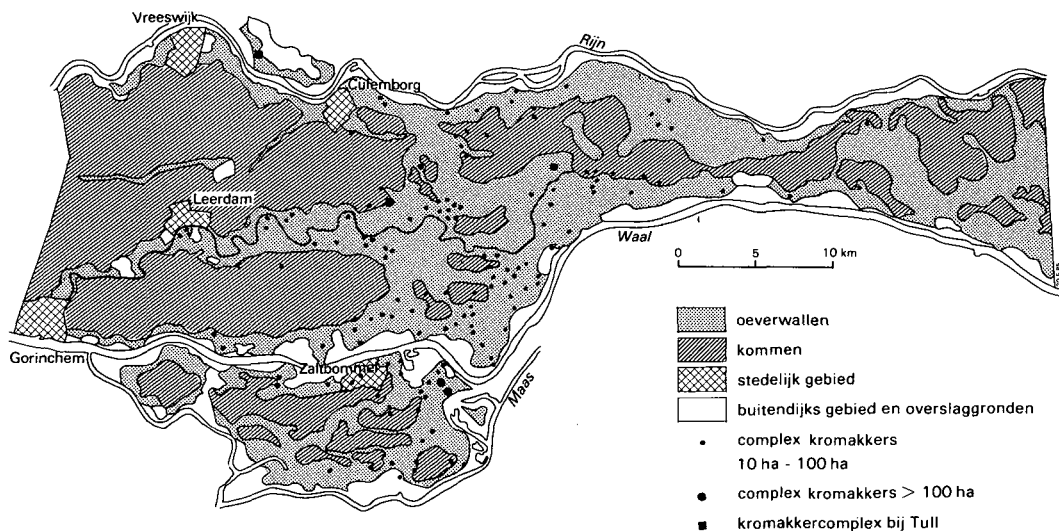 Vreeswijk
Rijn
Culemborg
Leerdam
Waal
0 5 10 km
Gorinchem
Zaltbommel
Maas
oeverwallen
kommen
stedelijk gebied
buitendijks gebied en overslaggronden
complex kromakkers
10 ha - 100 ha
complex kromakkers > 100 ha
kromakkercomplex bij Tull